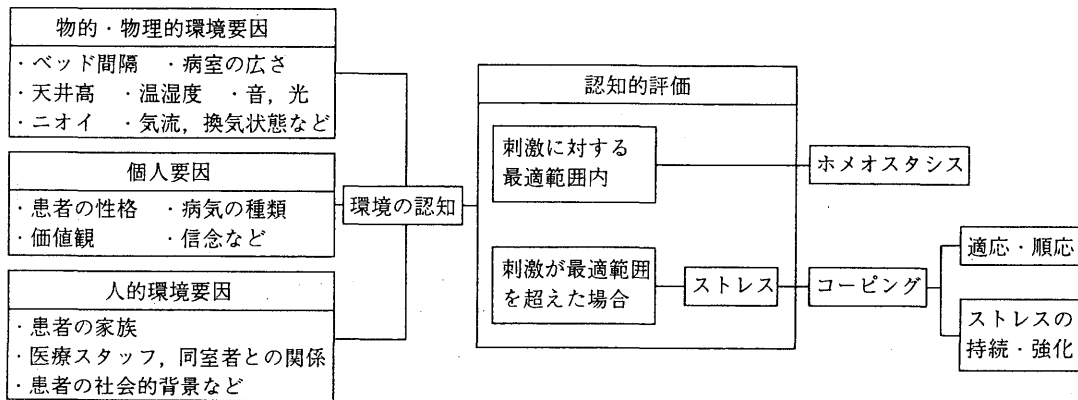 物的・物理的環境要因
・ベッド間隔 ・病室の広さ
・天井高 ・温湿度 ・音，光
・ニオイ ・気流，換気状態など
個人要因
・患者の性格 ・病気の種類
・価値観 ・信念など
人的環境要因
・患者の家族
・医療スタッフ，同室者との関係
・患者の社会的背景など
環境の認知
認知的評価
刺激に対する
最適範囲内
刺激が最適範囲
を超えた場合
ストレス
ホメオスタシス
コーピング
適応・順応
ストレスの
持続・強化